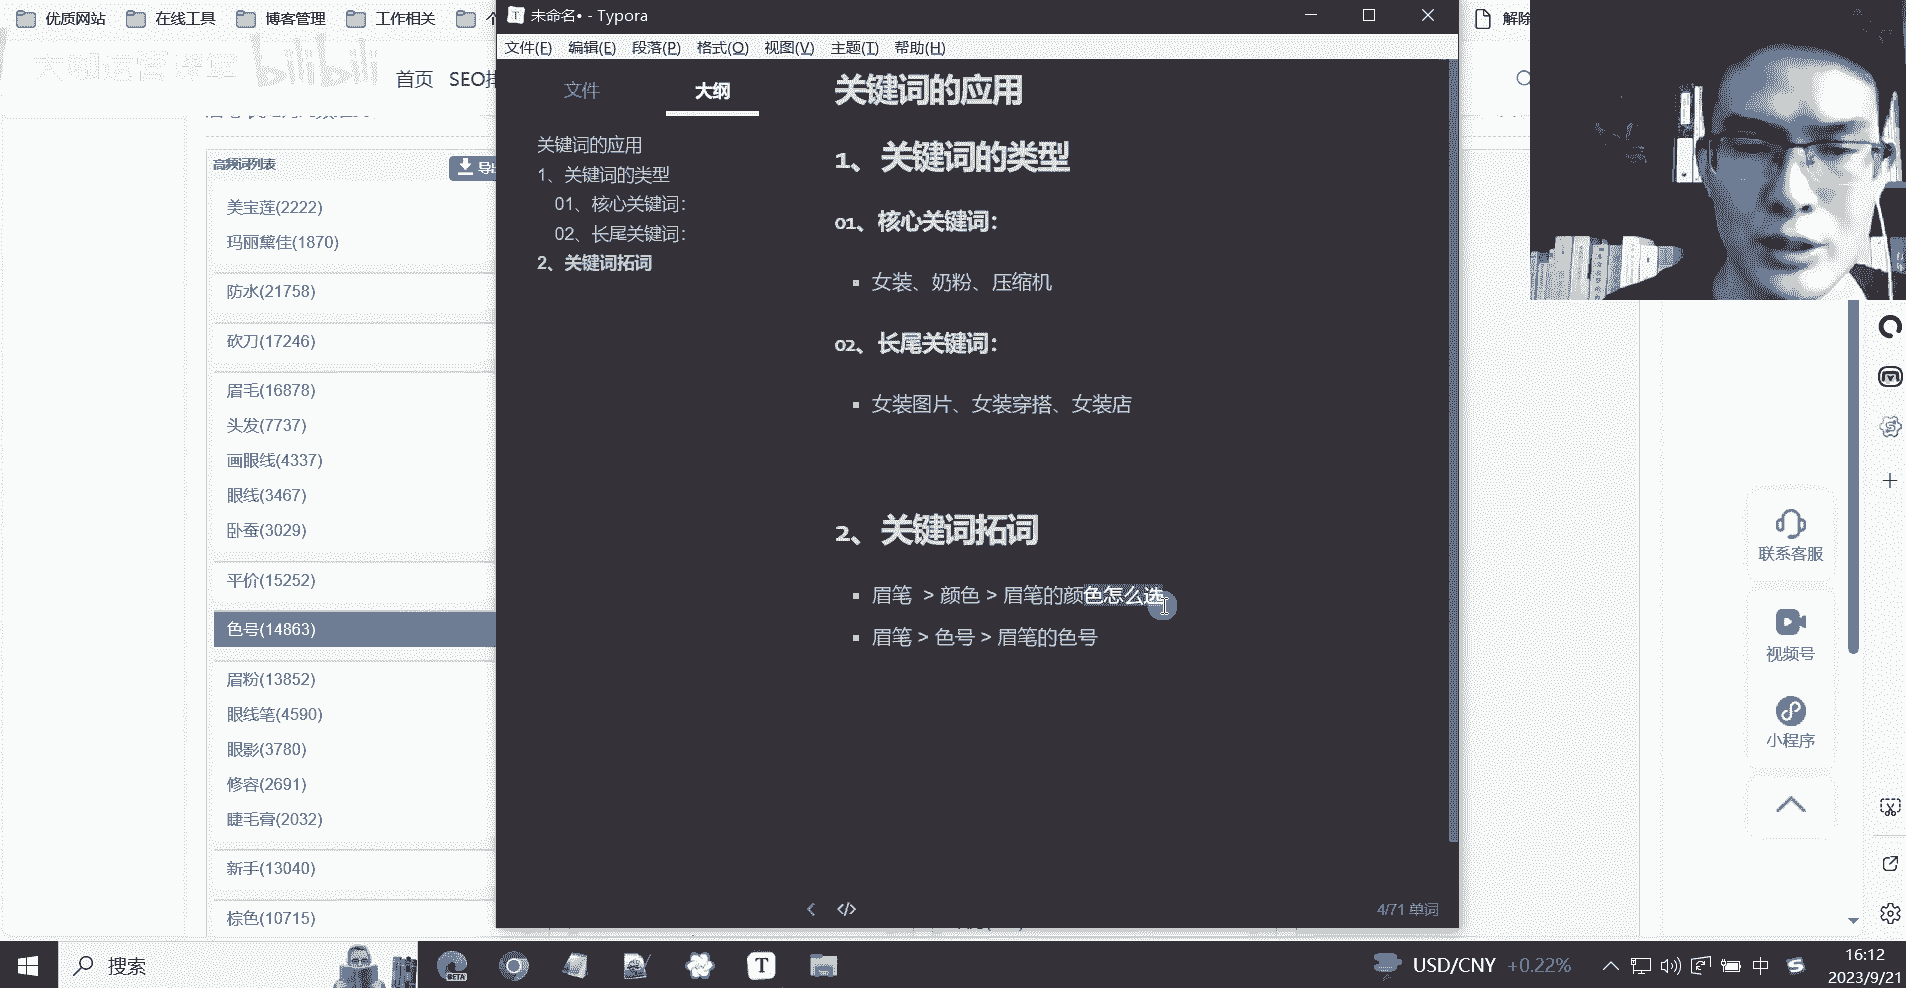 优质网站
在线工具
博客管理
工作相关
未命名• - Typora
解除
文件(F) 编辑(E) 段落(P) 格式(O) 视图(V) 主题(T) 帮助(H)
bilibili
首页 SEO排
文件
大纲
关键词的应用
1、关键词的类型
01、核心关键词：
02、长尾关键词：
2、关键词拓词
关键词的应用
1、关键词的类型
01、核心关键词：
女装、奶粉、压缩机
02、长尾关键词：
女装图片、女装穿搭、女装店
2、关键词拓词
眉笔 > 颜色 > 眉笔的颜色怎么选
眉笔 > 色号 > 眉笔的色号
4/71 单词
高频词列表
导出
美宝莲(2222)
玛丽黛佳(1870)
防水(21758)
砍刀(17246)
眉毛(16878)
头发(7737)
画眼线(4337)
眼线(3467)
卧蚕(3029)
平价(15252)
色号(14863)
眉粉(13852)
眼线笔(4590)
眼影(3780)
修容(2691)
睫毛膏(2032)
新手(13040)
棕色(10715)
联系客服
视频号
小程序
搜索
BETA
USD/CNY +0.22%
中
16:12
2023/9/21